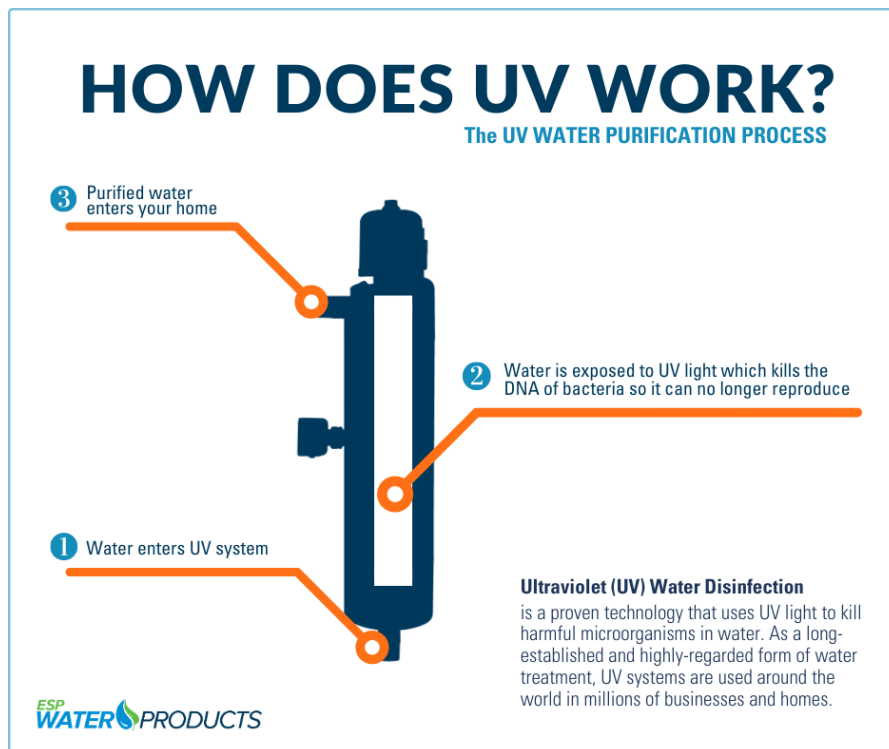 HOW DOES UV WORK?
The UV WATER PURIFICATION PROCESS
3 Purified water
enters your home
2 Water is exposed to UV light which kills the
DNA of bacteria so it can no longer reproduce
1 Water enters UV system
Ultraviolet (UV) Water Disinfection
is a proven technology that uses UV light to kill
harmful microorganisms in water. As a long-
established and highly-regarded form of water
treatment, UV systems are used around the
world in millions of businesses and homes.
ESP
WATER PRODUCTS